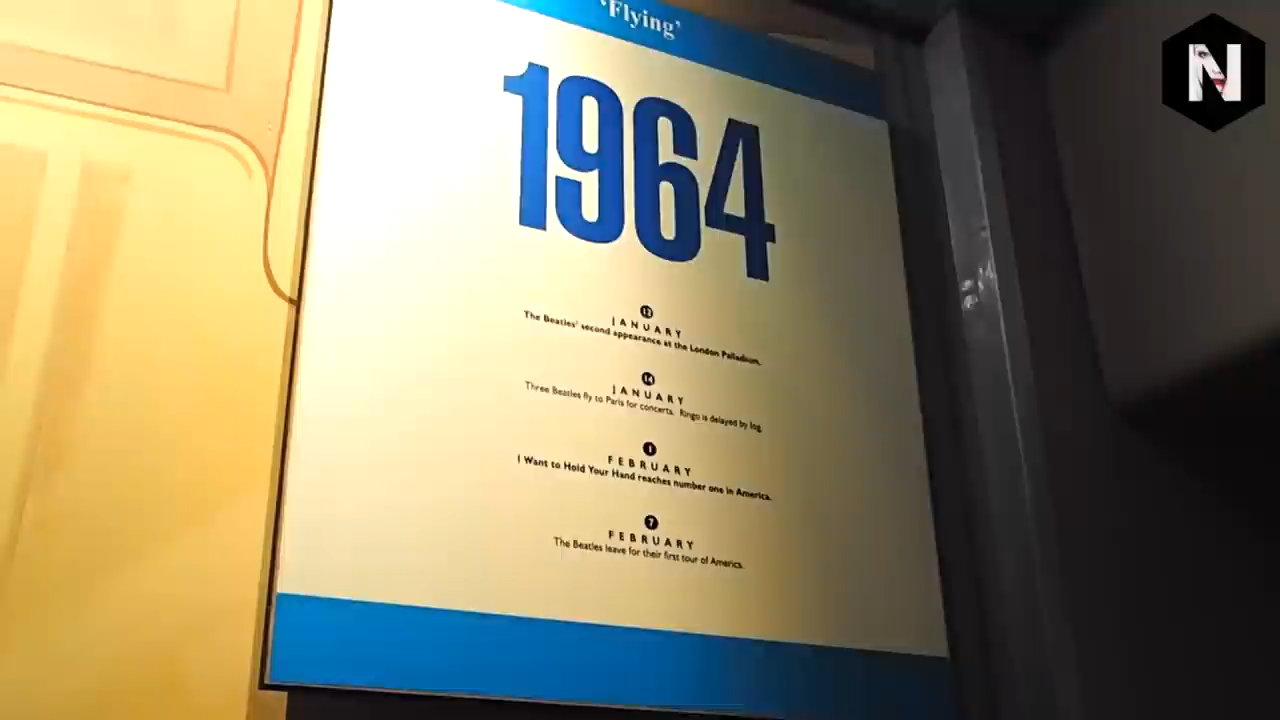 'Flying'
1964
12
JANUARY
The Beatles' second appearance at the London Palladium.
14
JANUARY
Three Beatles fly to Paris for concerts. Ringo is delayed by fog.
1
FEBRUARY
I Want to Hold Your Hand reaches number one in America.
7
FEBRUARY
The Beatles leave for their first tour of America.
N